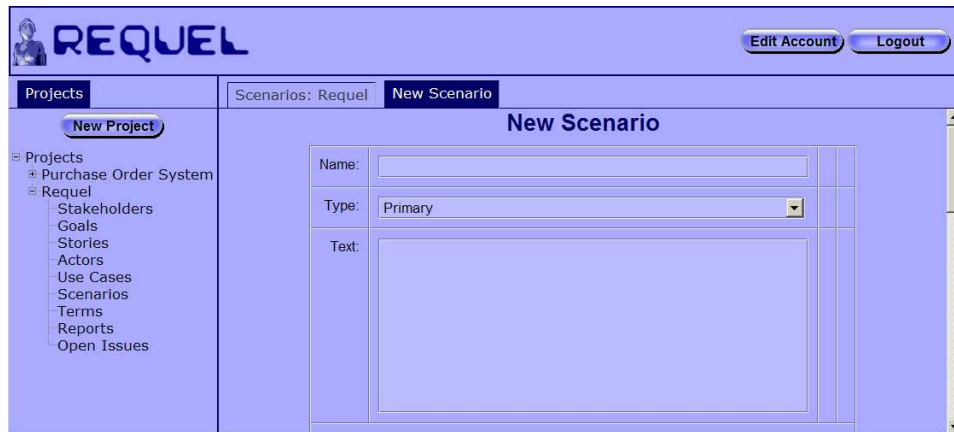 REQUEL
Edit Account
Logout
Projects
Scenarios: Requel
New Scenario
New Project
New Scenario
Projects
Purchase Order System
Requel
Stakeholders
Goals
Stories
Actors
Use Cases
Scenarios
Terms
Reports
Open Issues
Name:
Type:
Primary
Text: